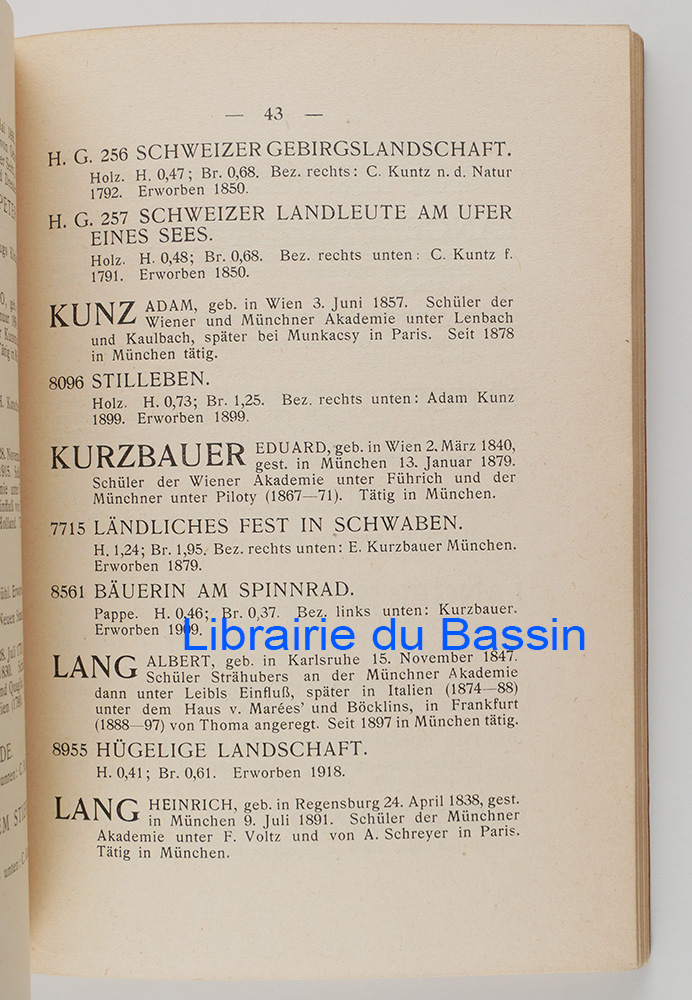 — 43 —
H. G. 256 SCHWEIZER GEBIRGSLANDSCHAFT.
Holz. H. 0,47; Br. 0,68. Bez. rechts: C. Kuntz n. d. Natur
1792. Erworben 1850.
H. G. 257 SCHWEIZER LANDLEUTE AM UFER
EINES SEES.
Holz. H. 0,48; Br. 0,68. Bez. rechts unten: C. Kuntz f.
1791. Erworben 1850.
KUNZ ADAM, geb. in Wien 3. Juni 1857. Schüler der
Wiener und Münchner Akademie unter Lenbach
und Kaulbach, später bei Munkacsy in Paris. Seit 1878
in München tätig.
8096 STILLEBEN.
Holz. H. 0,73; Br. 1,25. Bez. rechts unten: Adam Kunz
1899. Erworben 1899.
KURZBAUER EDUARD, geb. in Wien 2. März 1840,
gest. in München 13. Januar 1879.
Schüler der Wiener Akademie unter Führich und der
Münchner unter Piloty (1867—71). Tätig in München.
7715 LÄNDLICHES FEST IN SCHWABEN.
H. 1,24; Br. 1,95. Bez. rechts unten: E. Kurzbauer München.
Erworben 1879.
8561 BÄUERIN AM SPINNRAD.
Pappe. H. 0,46; Br. 0,37. Bez. links unten: Kurzbauer.
Erworben 1909.
Librairie du Bassin
LANG ALBERT, geb. in Karlsruhe 15. November 1847.
Schüler Strähubers an der Münchner Akademie
dann unter Leibls Einfluß, später in Italien (1874—88)
unter dem Haus v. Marées' und Böcklins, in Frankfurt
(1888—97) von Thoma angeregt. Seit 1897 in München tätig.
8955 HÜGELIGE LANDSCHAFT.
H. 0,41; Br. 0,61. Erworben 1918.
LANG HEINRICH, geb. in Regensburg 24. April 1838, gest.
in München 9. Juli 1891. Schüler der Münchner
Akademie unter F. Voltz und von A. Schreyer in Paris.
Tätig in München.